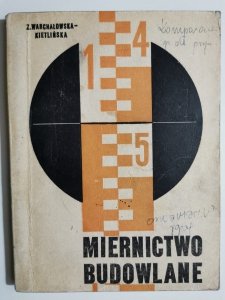 Z. WARCHAŁOWSKA-
KIETLIŃSKA
4
1
5
MIERNICTWO
BUDOWLANE